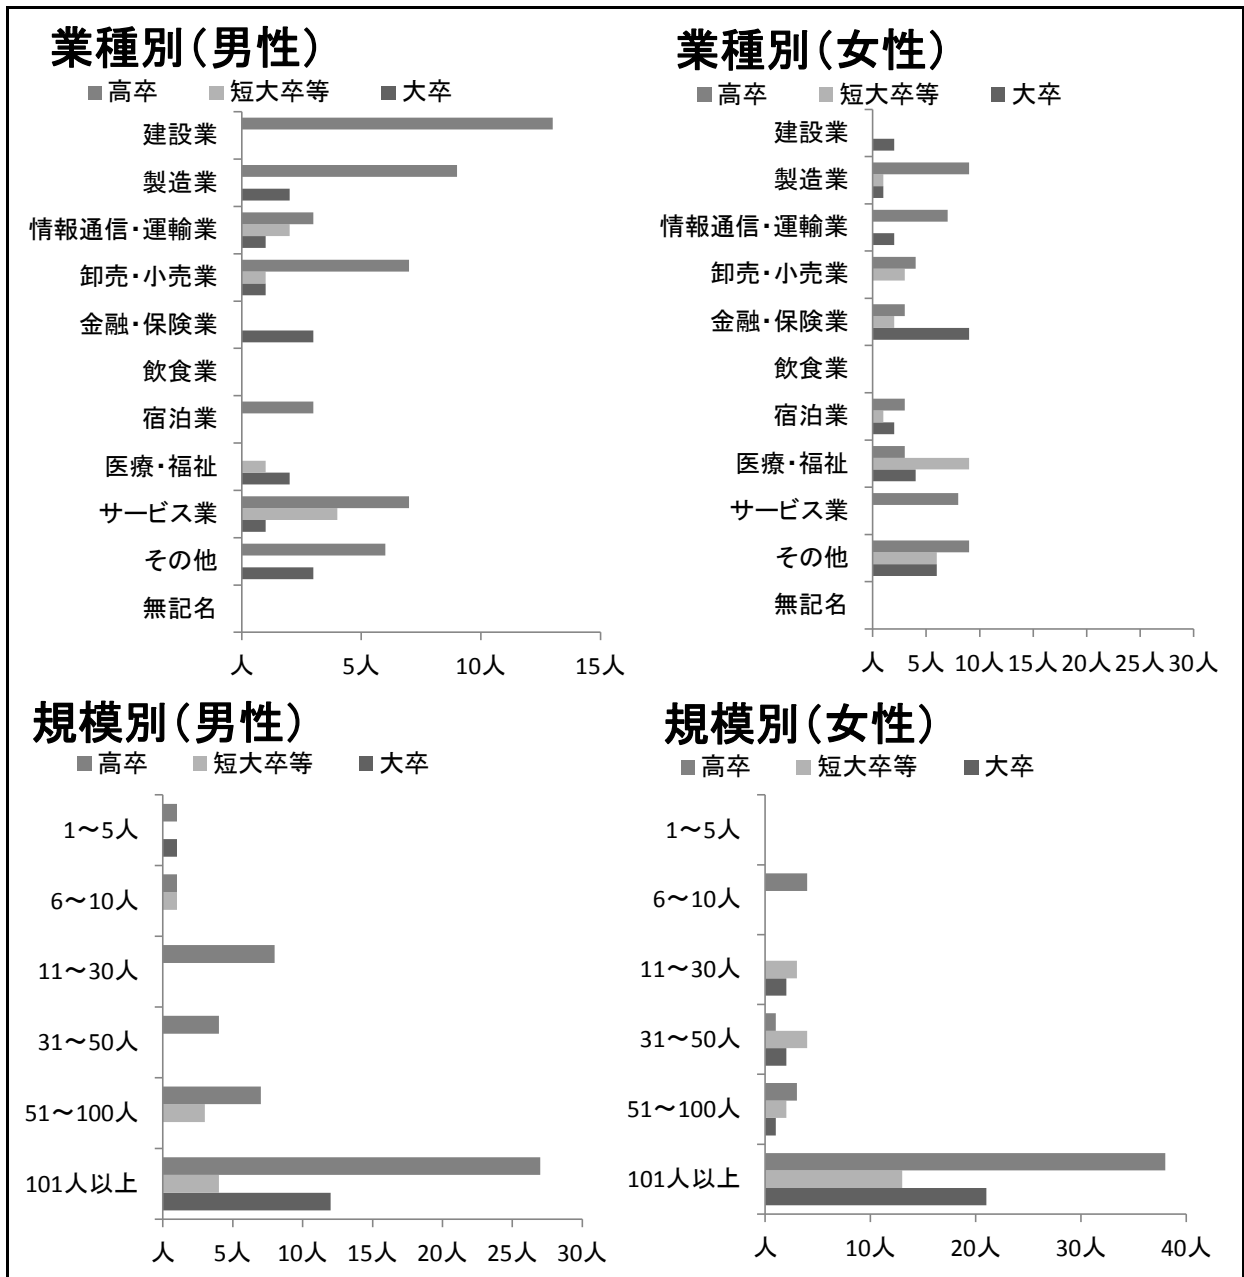 業種別（男性）
■高卒 ■短大卒等 ■大卒
建設業
製造業
情報通信・運輸業
卸売・小売業
金融・保険業
飲食業
宿泊業
医療・福祉
サービス業
その他
無記名
人 5人 10人 15人
業種別（女性）
■高卒 ■短大卒等 ■大卒
建設業
製造業
情報通信・運輸業
卸売・小売業
金融・保険業
飲食業
宿泊業
医療・福祉
サービス業
その他
無記名
人 5人 10人 15人 20人 25人 30人
規模別（男性）
■高卒 ■短大卒等 ■大卒
1～5人
6～10人
11～30人
31～50人
51～100人
101人以上
人 5人 10人 15人 20人 25人 30人
規模別（女性）
■高卒 ■短大卒等 ■大卒
1～5人
6～10人
11～30人
31～50人
51～100人
101人以上
人 10人 20人 30人 40人